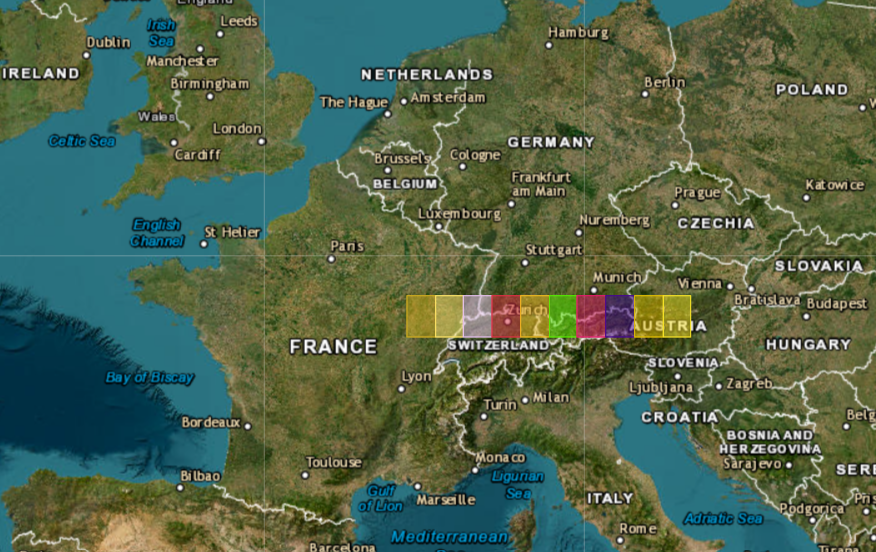 England
Leeds
Irish
Sea
Dublin
Hamburg
Manchester
IRELAND
NETHERLANDS
Birmingham
Berlin
POLAND
The Hague
Amsterdam
Wales
London
Celtic Sea
GERMANY
Cardiff
Brussels
Cologne
BELGIUM
Frankfurt
am Main
Prague
Katowice
Luxembourg
Nuremberg
CZECHIA
English
Channel
St Helier
Paris
Stuttgart
SLOVAKIA
Munich
Vienna
Bratislava
Budapest
Zurich
AUSTRIA
FRANCE
SWITZERLAND
HUNGARY
Lyon
SLOVENIA
Bay of Biscay
Ljubljana
Zagreb
Turin
Milan
CROATIA
Belg
Bordeaux
BOSNIA AND
HERZEGOVINA
Monaco
Toulouse
Sarajevo
SER
Bilbao
Ligurian
Sea
Gulf
of Lion
Marseille
ITALY
Podgorica
Pris
Adriatic Sea
Rome
Mediterranean
Barcelona
Tirana